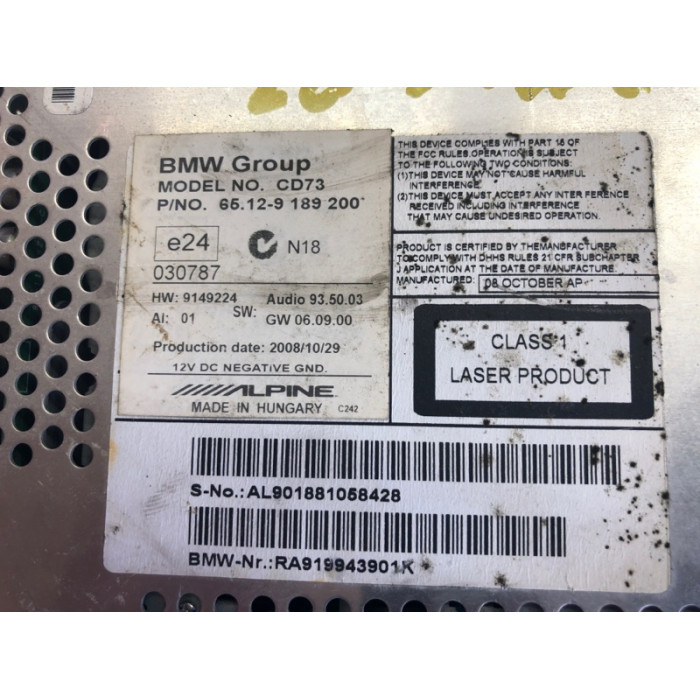 BMW Group
MODEL NO. CD73
P/NO. 65.12-9 189 200
e24
N18
030787
HW: 9149224 Audio 93.50.03
AI: 01 SW: GW 06.09.00
Production date: 2008/10/29
12V DC NEGATIVE GND.
ALPINE
MADE IN HUNGARY C242
THIS DEVICE COMPLIES WITH PART 15 OF
THE FCC RULES.OPERATION IS SUBJECT
TO THE FOLLOWING TWO CONDITIONS:
(1)THIS DEVICE MAY NOT CAUSE HARMFUL
INTERFERENCE
(2)THIS DEVICE MUST ACCEPT ANY INTERFERENCE
RECEIVED INCLUDING INTERFERENCE
THAT MAY CAUSE UNDESIRED OPERATION.
PRODUCT IS CERTIFIED BY THEMANUFACTURER
TO COMPLY WITH DHHS RULES 21 CFR SUBCHAPTER
J APPLICATION AT THE DATE OF MANUFACTURE.
MANUFACTURED: 08 OCTOBER AP
CLASS 1
LASER PRODUCT
S-No.:AL901881058428
BMW-Nr.:RA919943901K